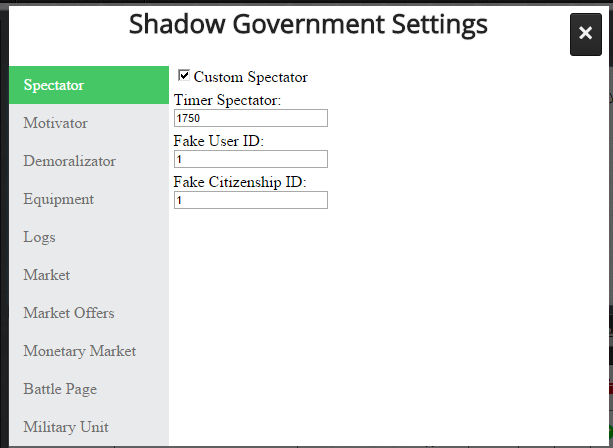 Shadow Government Settings
Spectator
Motivator
Demoralizator
Equipment
Logs
Market
Market Offers
Monetary Market
Battle Page
Military Unit
Custom Spectator
Timer Spectator:
1750
Fake User ID:
1
Fake Citizenship ID:
1